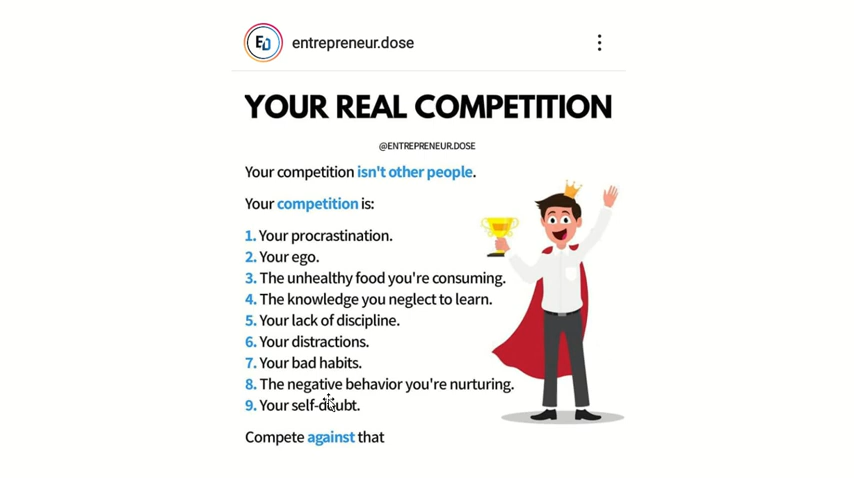 ED
entrepreneur.dose
YOUR REAL COMPETITION
@ENTREPRENEUR.DOSE
Your competition isn't other people.
Your competition is:
1. Your procrastination.
2. Your ego.
3. The unhealthy food you're consuming.
4. The knowledge you neglect to learn.
5. Your lack of discipline.
6. Your distractions.
7. Your bad habits.
8. The negative behavior you're nurturing.
9. Your self-doubt.
Compete against that